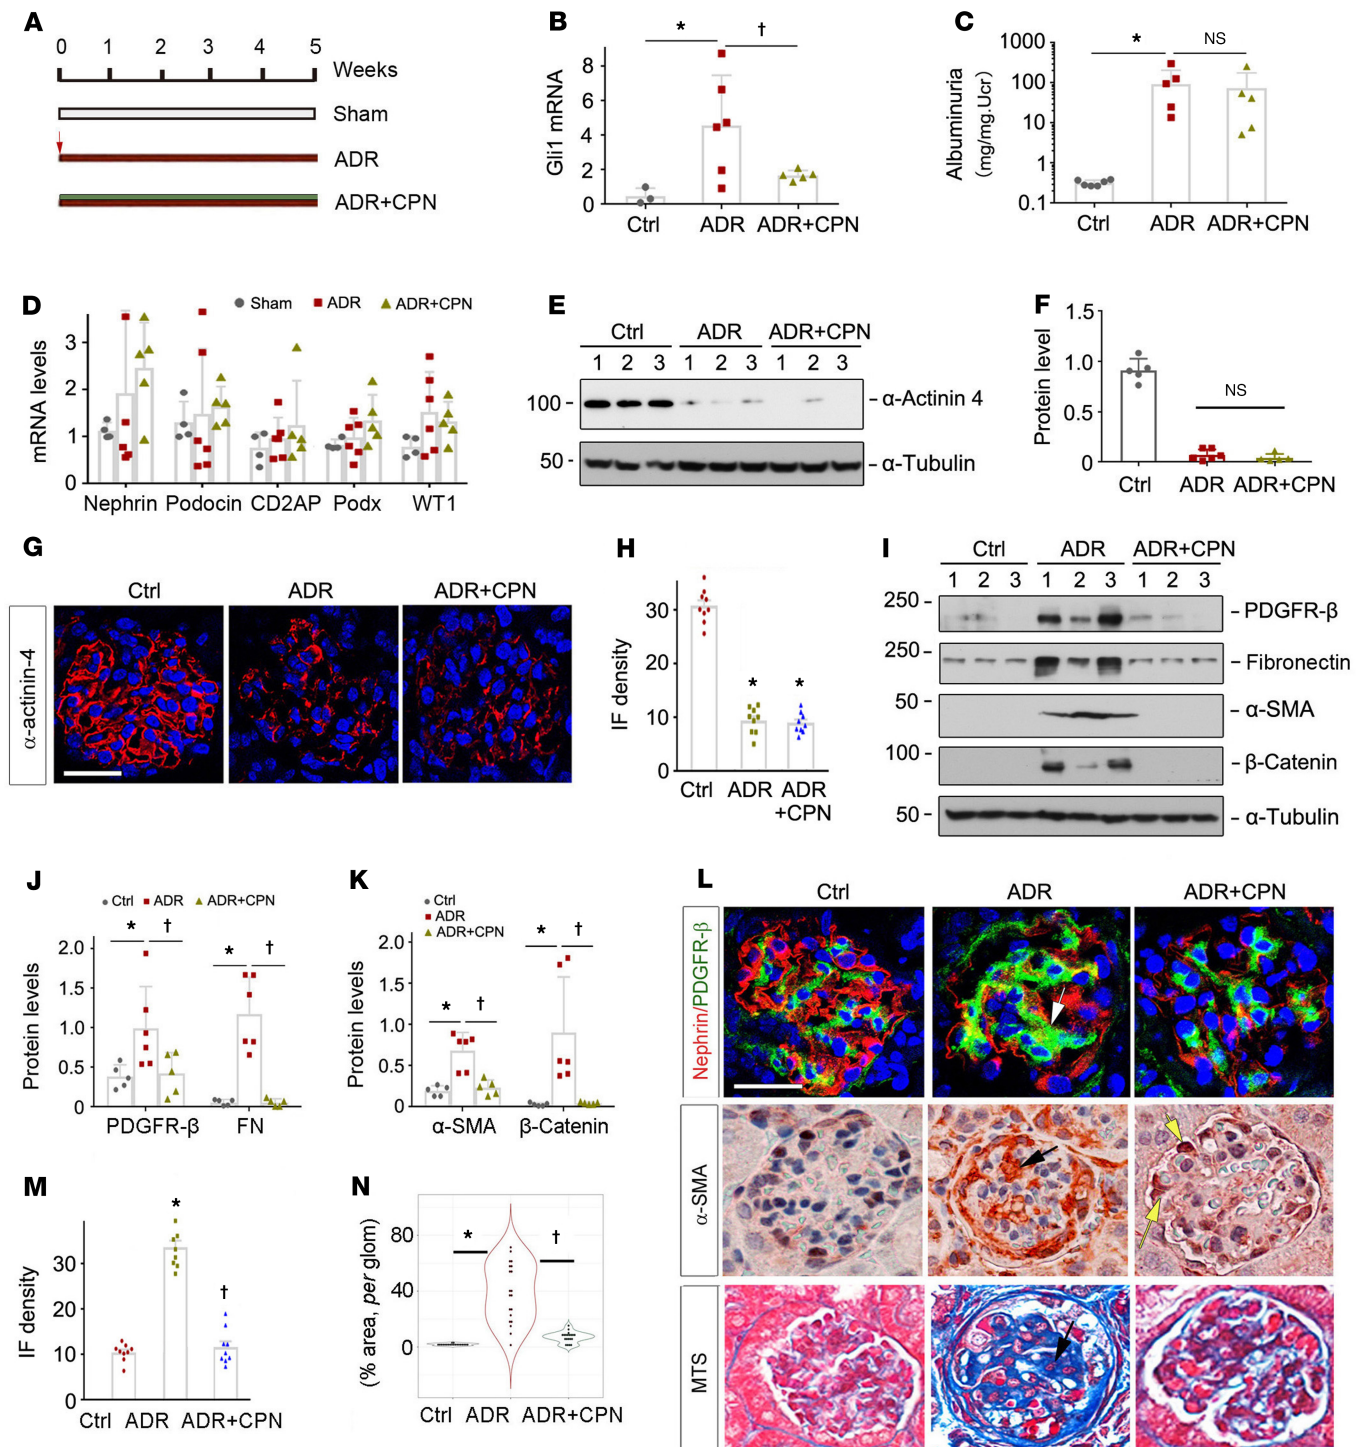 A
0 1 2 3 4 5
Weeks
Sham
ADR
ADR+CPN
B
* †
Gli1 mRNA
8
6
4
2
0
Ctrl ADR ADR+CPN
C
* NS
Albuminuria
(mg/mg.Ucr)
1000
100
10
1
0.1
Ctrl ADR ADR+CPN
D
Sham ADR ADR+CPN
mRNA levels
3
2
1
0
Nephrin Podocin CD2AP Podx WT1
E
Ctrl ADR ADR+CPN
1 2 3 1 2 3 1 2 3
100 - - α-Actinin 4
50 - - α-Tubulin
F
Protein level
1.5
1.0
0.5
0
NS
Ctrl ADR ADR+CPN
G
Ctrl ADR ADR+CPN
α-actinin-4
H
IF density
30
20
10
0
* *
Ctrl ADR ADR
+CPN
I
Ctrl ADR ADR+CPN
1 2 3 1 2 3 1 2 3
250 - - PDGFR-β
250 - - Fibronectin
50 - - α-SMA
100 - - β-Catenin
50 - - α-Tubulin
J
Ctrl ADR ADR+CPN
* † * †
Protein levels
2.0
1.5
1.0
0.5
0
PDGFR-β FN
K
Ctrl
ADR
ADR+CPN
* † * †
Protein levels
2.0
1.5
1.0
0.5
0
α-SMA β-Catenin
L
Ctrl ADR ADR+CPN
Nephrin/PDGFR-β
α-SMA
MTS
M
IF density
30
20
10
0
* †
Ctrl ADR ADR+CPN
N
(% area, per glom)
80
40
0
* †
Ctrl ADR ADR+CPN